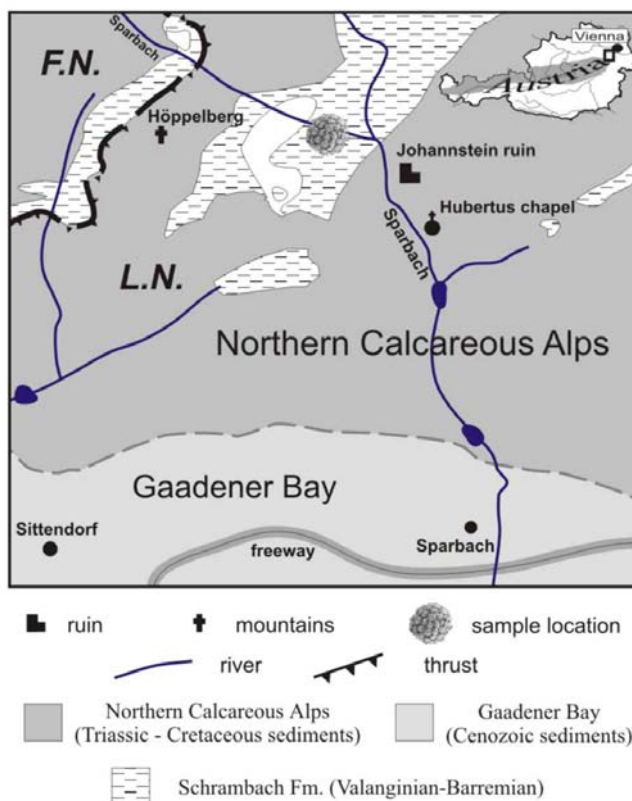 Sparbach
F.N.
Höppelberg
Vienna
Austria
Johannstein ruin
Hubertus chapel
Sparbach
L.N.
Northern Calcareous Alps
Gaadener Bay
Sittendorf
freeway
Sparbach
ruin
mountains
sample location
river
thrust
Northern Calcareous Alps
(Triassic - Cretaceous sediments)
Gaadener Bay
(Cenozoic sediments)
Schrambach Fm. (Valanginian-Barremian)